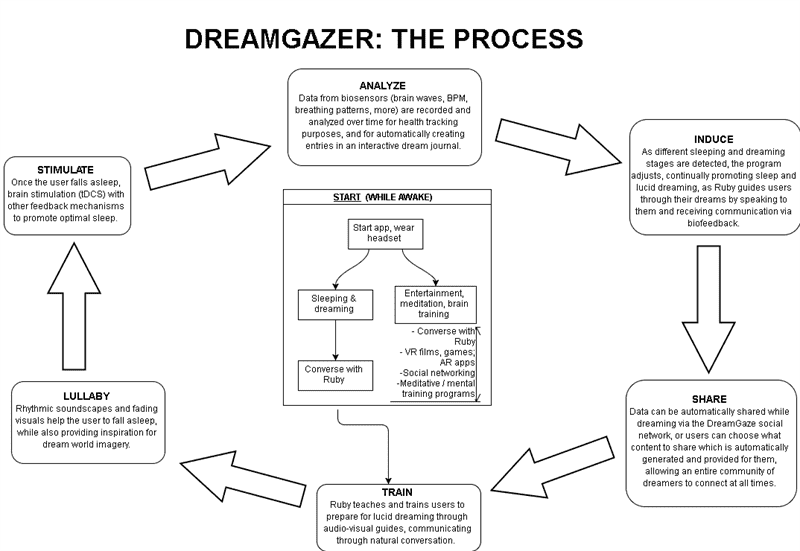 DREAMGAZER: THE PROCESS
ANALYZE
Data from biosensors (brain waves, BPM,
breathing patterns, more) are recorded and
analyzed over time for health tracking
purposes, and for automatically creating
entries in an interactive dream journal.
INDUCE
As different sleeping and dreaming
stages are detected, the program
adjusts, continually promoting sleep and
lucid dreaming, as Ruby guides users
through their dreams by speaking to
them and receiving communication via
biofeedback.
STIMULATE
Once the user falls asleep,
brain stimulation (tDCS) with
other feedback mechanisms
to promote optimal sleep.
START (WHILE AWAKE)
Start app, wear
headset
Sleeping &
dreaming
Entertainment,
meditation, brain
training
Converse with
Ruby
- Converse with
Ruby
- VR films, games;
AR apps
-Social networking
-Meditative / mental
training programs
LULLABY
Rhythmic soundscapes and fading
visuals help the user to fall asleep,
while also providing inspiration for
dream world imagery.
SHARE
Data can be automatically shared while
dreaming via the DreamGaze social
network, or users can choose what
content to share which is automatically
generated and provided for them,
allowing an entire community of
dreamers to connect at all times.
TRAIN
Ruby teaches and trains users to
prepare for lucid dreaming through
audio-visual guides, communicating
through natural conversation.